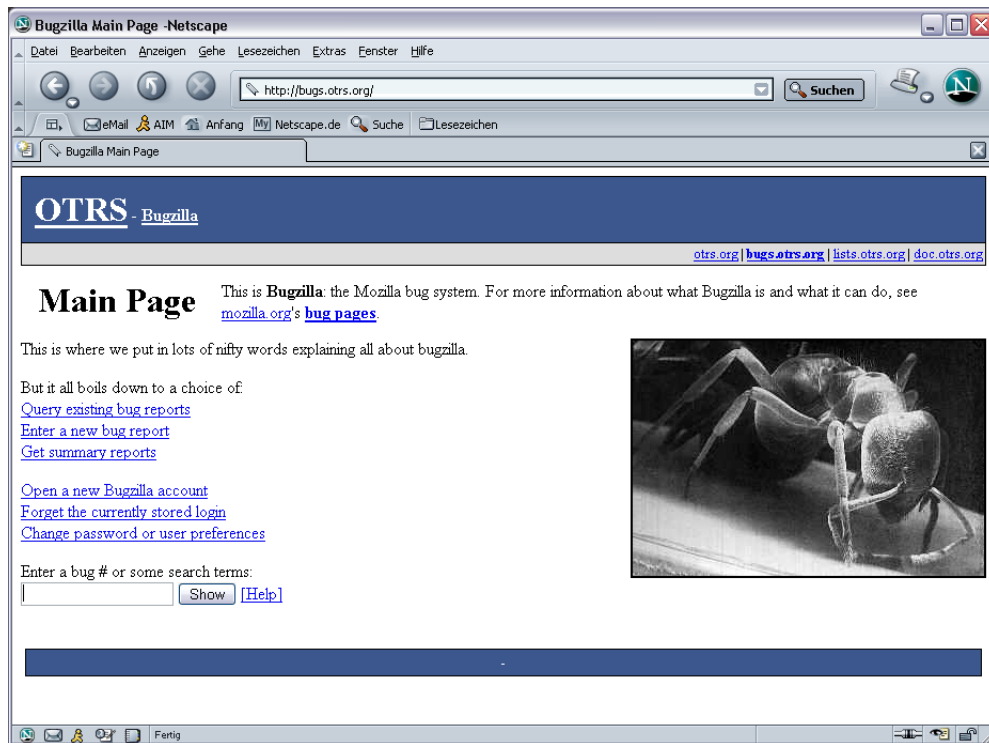 Bugzilla Main Page -Netscape
Datei Bearbeiten Anzeigen Gehe Lesezeichen Extras Fenster Hilfe
http://bugs.otrs.org/
Suchen
N
eMail AIM Anfang My Netscape.de Suche Lesezeichen
Bugzilla Main Page
OTRS - Bugzilla
otrs.org | bugs.otrs.org | lists.otrs.org | doc.otrs.org
Main Page
This is Bugzilla: the Mozilla bug system. For more information about what Bugzilla is and what it can do, see
mozilla.org's bug pages.
This is where we put in lots of nifty words explaining all about bugzilla.
But it all boils down to a choice of:
Query existing bug reports
Enter a new bug report
Get summary reports
Open a new Bugzilla account
Forget the currently stored login
Change password or user preferences
Enter a bug # or some search terms:
Show [Help]
-
Fertig